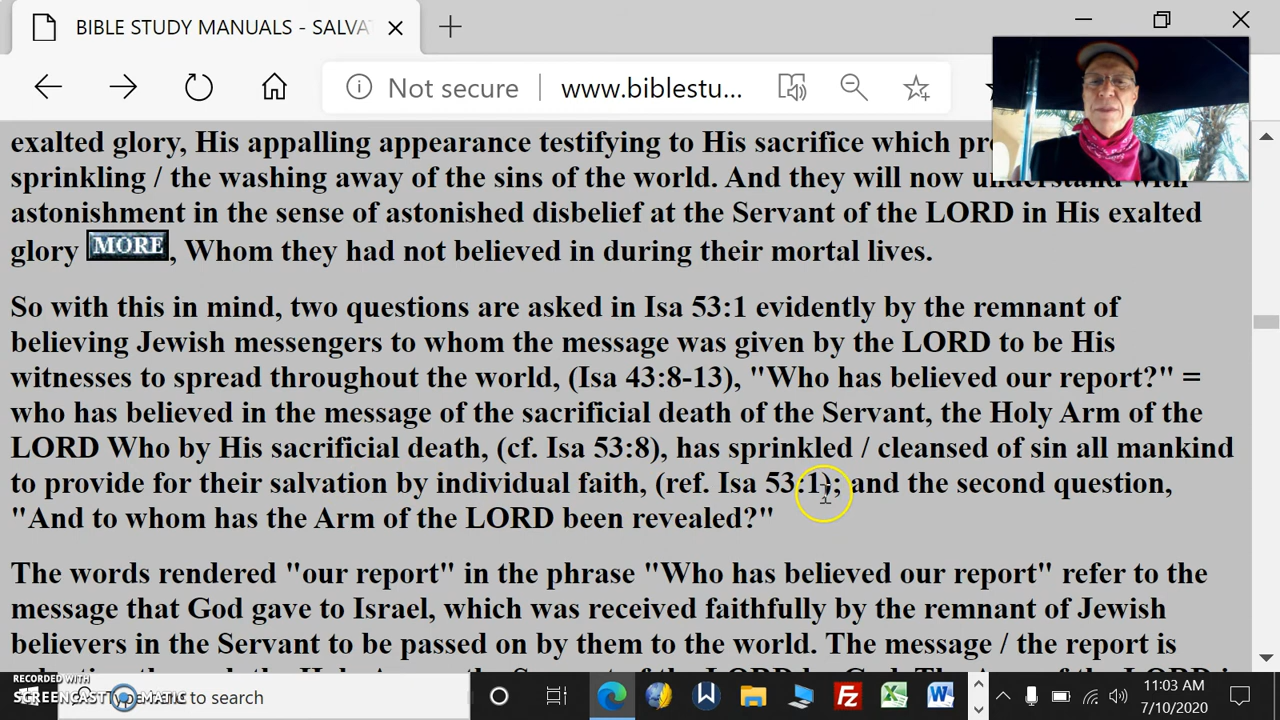 BIBLE STUDY MANUALS - SALVA
Not secure
www.biblestu...
exalted glory, His appalling appearance testifying to His sacrifice which
sprinkling / the washing away of the sins of the world. And they will now understand with
astonishment in the sense of astonished disbelief at the Servant of the LORD in His exalted
glory MORE, Whom they had not believed in during their mortal lives.
So with this in mind, two questions are asked in Isa 53:1 evidently by the remnant of
believing Jewish messengers to whom the message was given by the LORD to be His
witnesses to spread throughout the world, (Isa 43:8-13), "Who has believed our report?" =
who has believed in the message of the sacrificial death of the Servant, the Holy Arm of the
LORD Who by His sacrificial death, (cf. Isa 53:8), has sprinkled / cleansed of sin all mankind
to provide for their salvation by individual faith, (ref. Isa 53:1); and the second question,
"And to whom has the Arm of the LORD been revealed?"
The words rendered "our report" in the phrase "Who has believed our report" refer to the
message that God gave to Israel, which was received faithfully by the remnant of Jewish
believers in the Servant to be passed on by them to the world. The message / the report is
RECORDED WITH
SCREENCAST MATIC
Type here to search
11:03 AM
7/10/2020